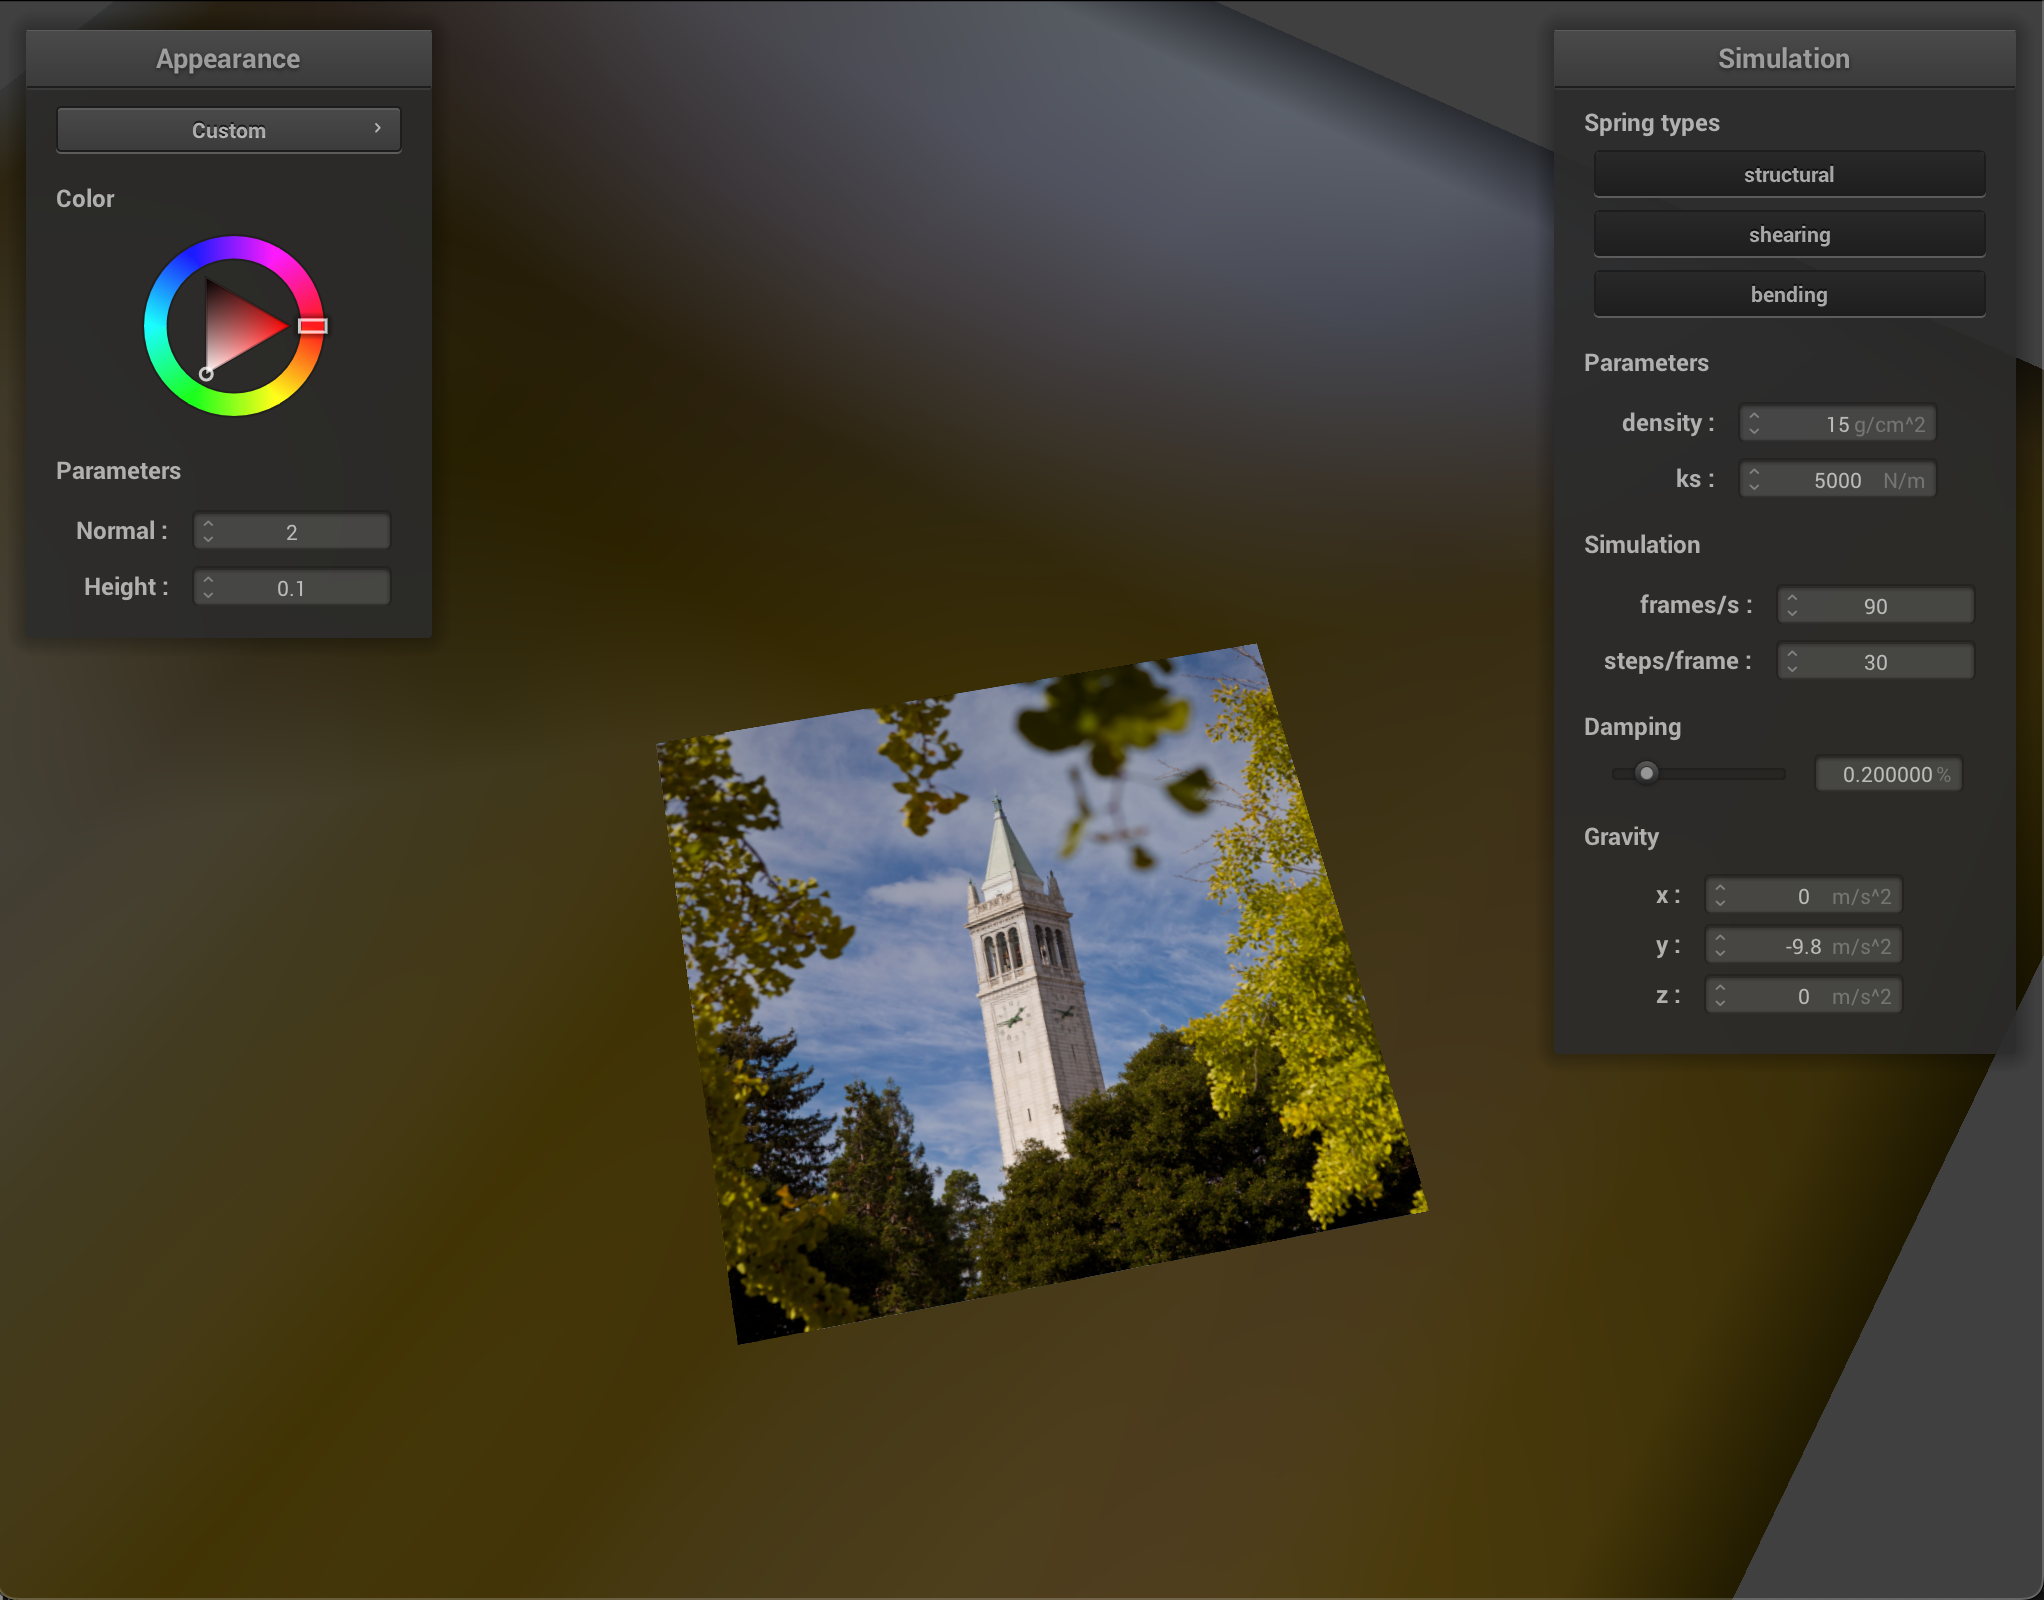 Appearance
Custom
Color
Parameters
Normal : 2
Height : 0.1
Simulation
Spring types
structural
shearing
bending
Parameters
density : 15 g/cm^2
ks : 5000 N/m
Simulation
frames/s : 90
steps/frame : 30
Damping
0.200000 %
Gravity
x : 0 m/s^2
y : -9.8 m/s^2
z : 0 m/s^2